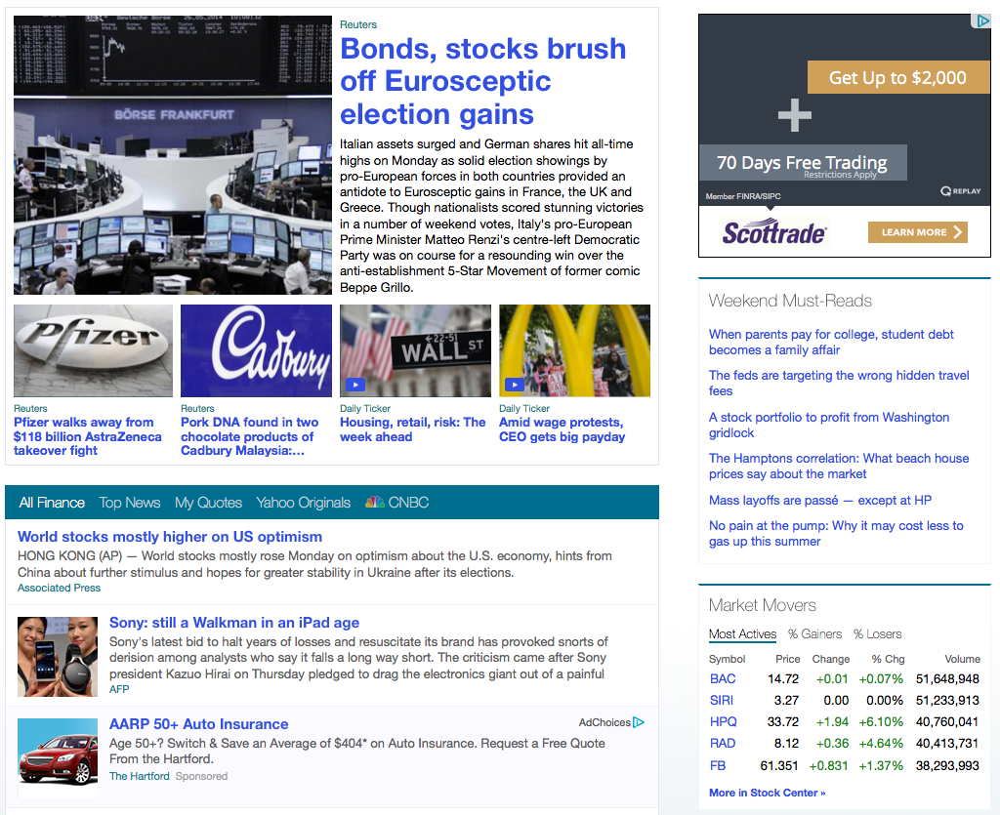 DAX
Deutsche Börse
26.05.2014
BÖRSE FRANKFURT
Reuters
Bonds, stocks brush
off Eurosceptic
election gains
Italian assets surged and German shares hit all-time
highs on Monday as solid election showings by
pro-European forces in both countries provided an
antidote to Eurosceptic gains in France, the UK and
Greece. Though nationalists scored stunning victories
in a number of weekend votes, Italy's pro-European
Prime Minister Matteo Renzi's centre-left Democratic
Party was on course for a resounding win over the
anti-establishment 5-Star Movement of former comic
Beppe Grillo.
Pfizer
Reuters
Pfizer walks away from
$118 billion AstraZeneca
takeover fight
Cadbury
Reuters
Pork DNA found in two
chocolate products of
Cadbury Malaysia:...
22-51
WALL ST
Daily Ticker
Housing, retail, risk: The
week ahead
Daily Ticker
Amid wage protests,
CEO gets big payday
All Finance Top News My Quotes Yahoo Originals CNBC
World stocks mostly higher on US optimism
HONG KONG (AP) — World stocks mostly rose Monday on optimism about the U.S. economy, hints from
China about further stimulus and hopes for greater stability in Ukraine after its elections.
Associated Press
Sony: still a Walkman in an iPad age
Sony's latest bid to halt years of losses and resuscitate its brand has provoked snorts of
derision among analysts who say it falls a long way short. The criticism came after Sony
president Kazuo Hirai on Thursday pledged to drag the electronics giant out of a painful
AFP
AARP 50+ Auto Insurance
AdChoices
Age 50+? Switch & Save an Average of $404* on Auto Insurance. Request a Free Quote
From the Hartford.
The Hartford Sponsored
Get Up to $2,000
+
70 Days Free Trading
Restrictions Apply
Member FINRA/SIPC
REPLAY
Scottrade
LEARN MORE
Weekend Must-Reads
When parents pay for college, student debt
becomes a family affair
The feds are targeting the wrong hidden travel
fees
A stock portfolio to profit from Washington
gridlock
The Hamptons correlation: What beach house
prices say about the market
Mass layoffs are passé — except at HP
No pain at the pump: Why it may cost less to
gas up this summer
Market Movers
Most Actives % Gainers % Losers
Symbol Price Change % Chg Volume
BAC 14.72 +0.01 +0.07% 51,648,948
SIRI 3.27 0.00 0.00% 51,233,913
HPQ 33.72 +1.94 +6.10% 40,760,041
RAD 8.12 +0.36 +4.64% 40,413,731
FB 61.351 +0.831 +1.37% 38,293,993
More in Stock Center »